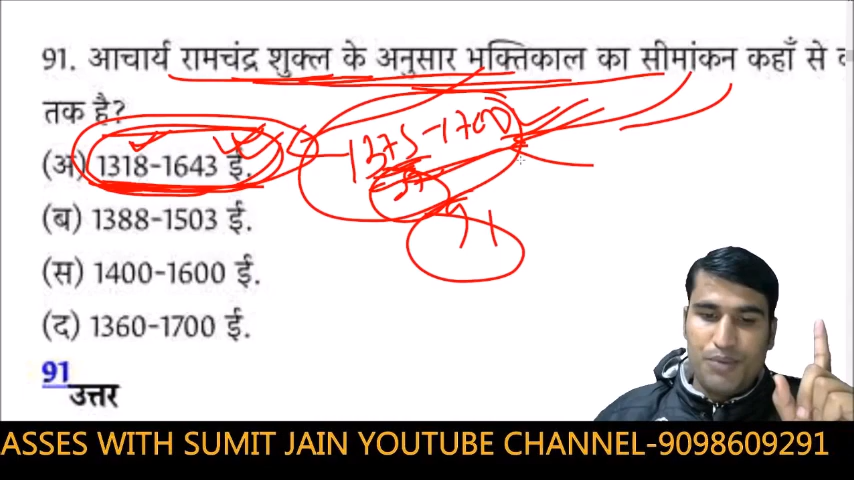 91. आचार्य रामचंद्र शुक्ल के अनुसार भक्तिकाल का सीमांकन कहाँ से
तक है?
(अ) 1318-1643 ई.
1375-1700
(ब) 1388-1503 ई.
(स) 1400-1600 ई.
(द) 1360-1700 ई.
91
उत्तर
ASSES WITH SUMIT JAIN YOUTUBE CHANNEL-9098609291